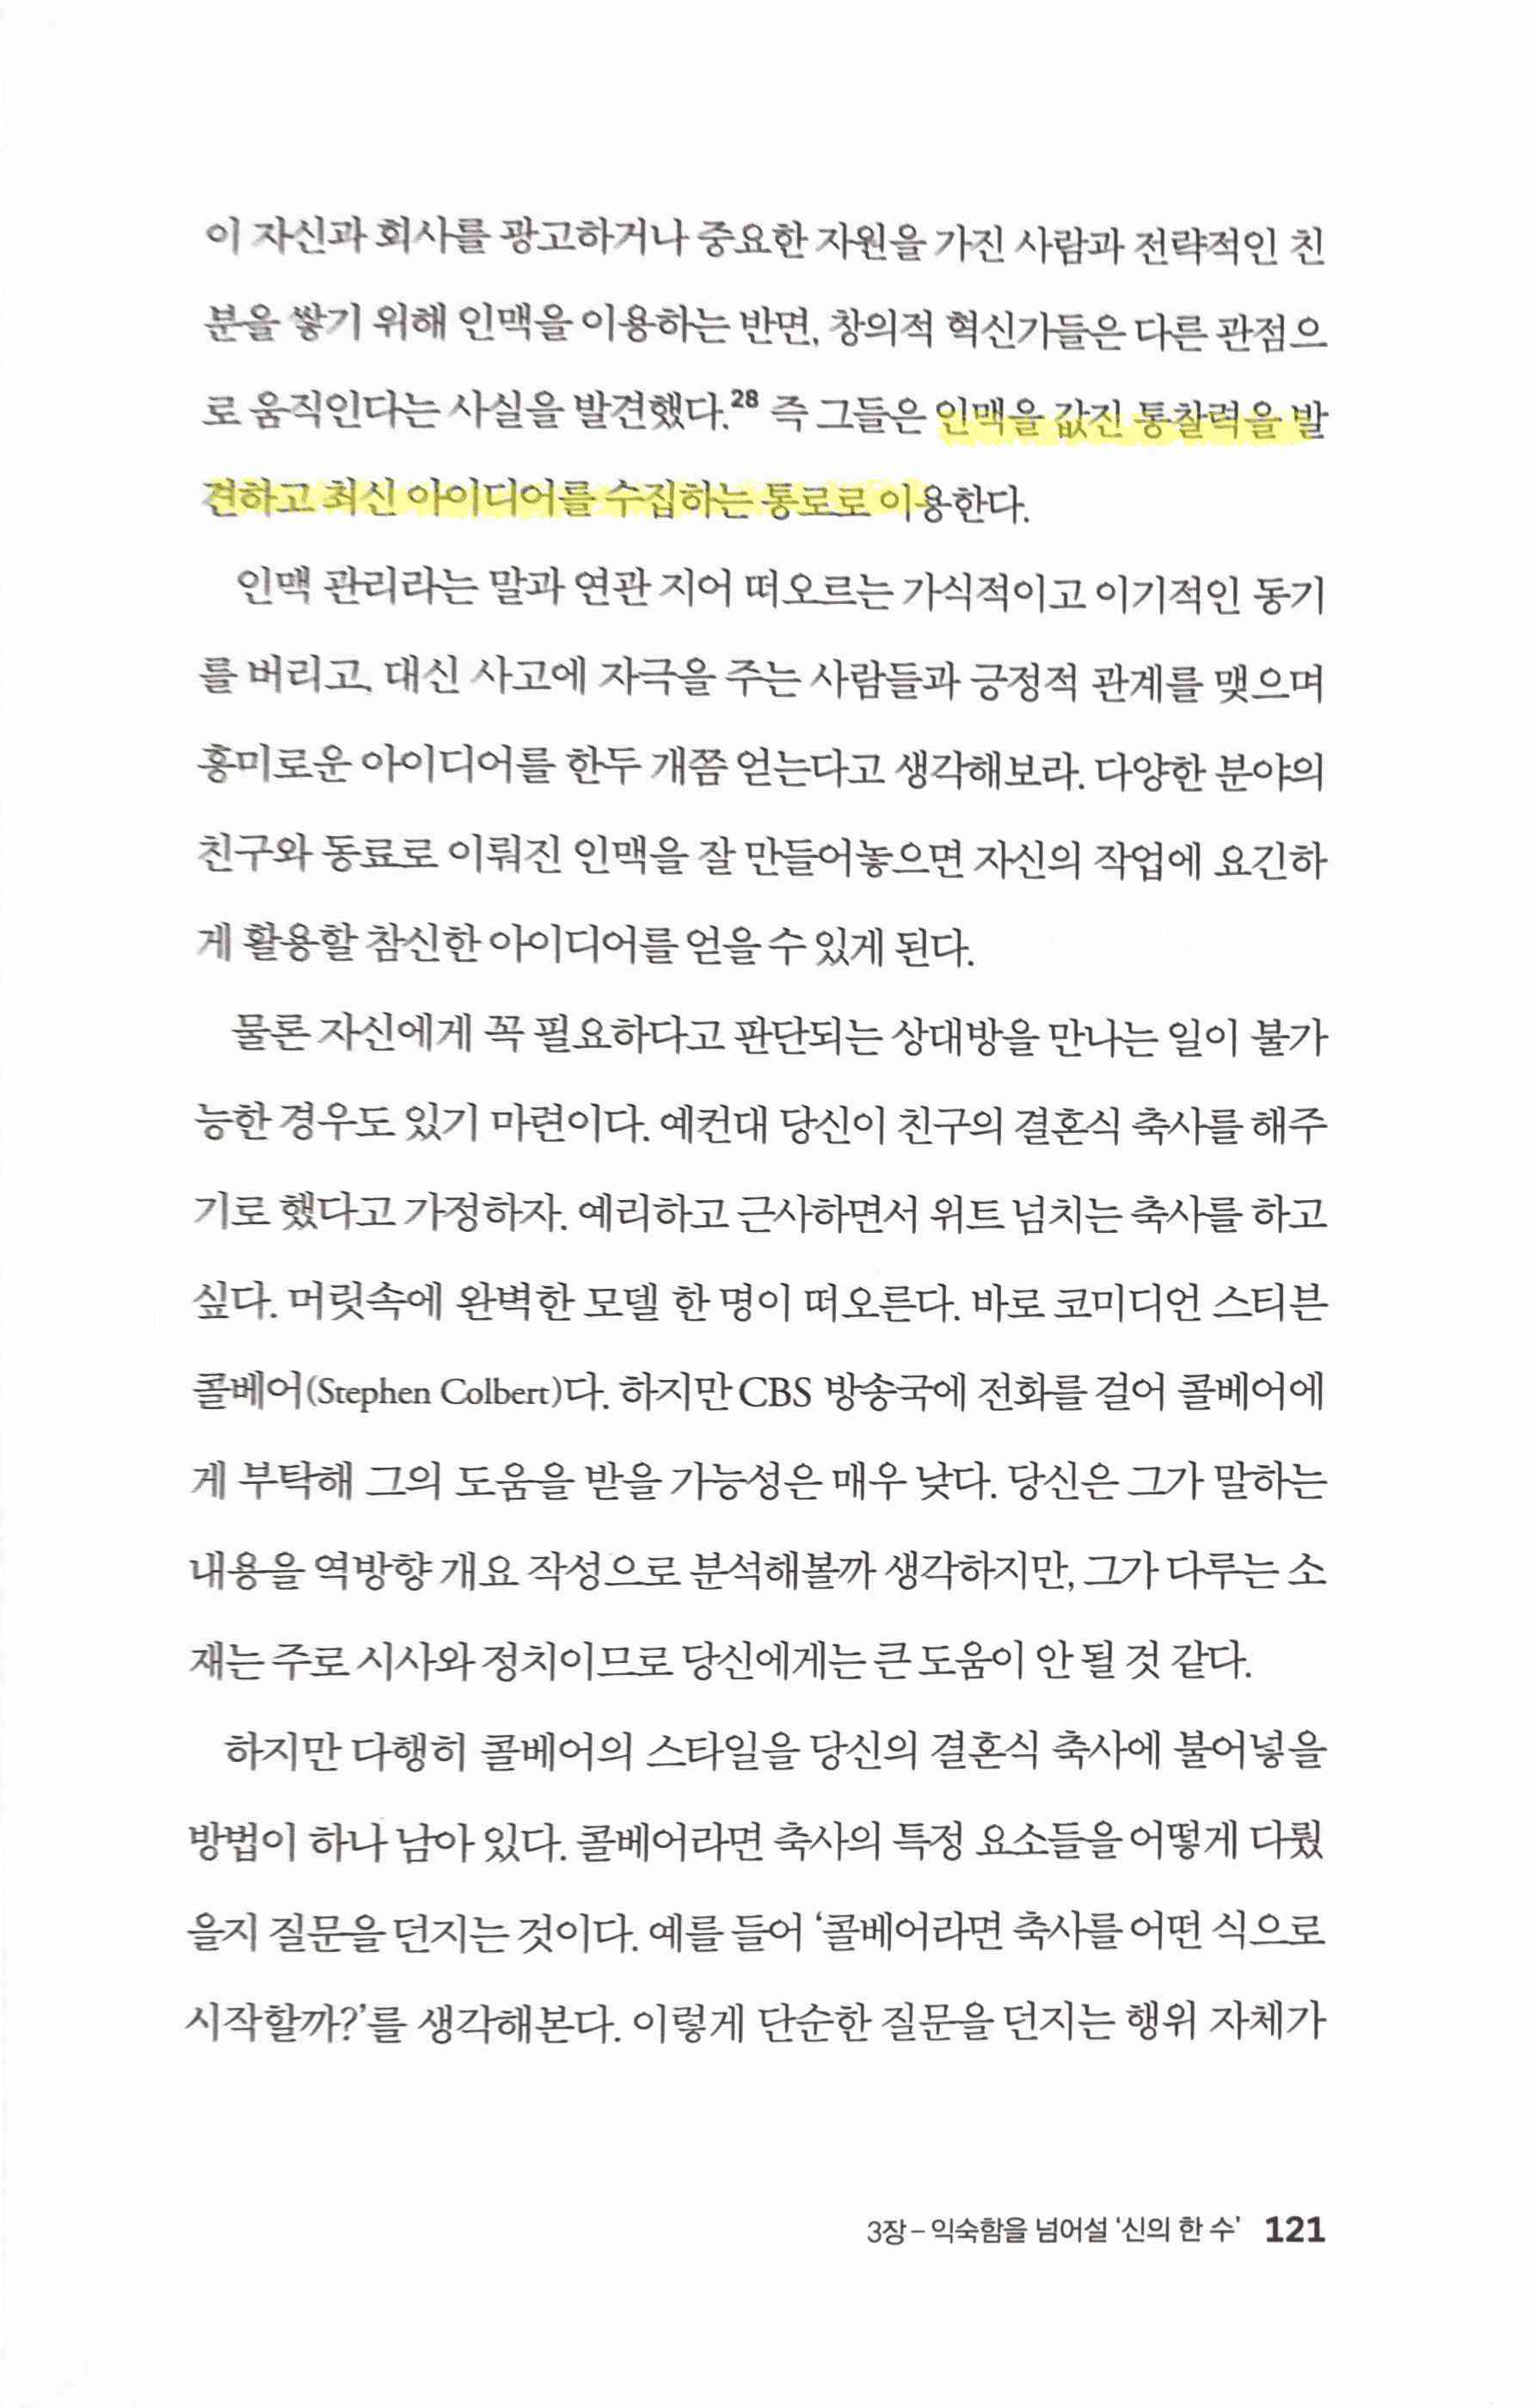 이 자신과 회사를 광고하거나 중요한 자원을 가진 사람과 전략적인 친
분을 쌓기 위해 인맥을 이용하는 반면, 창의적 혁신가들은 다른 관점으
로 움직인다는 사실을 발견했다.28 즉 그들은 인맥을 값진 통찰력을 발
견하고 최신 아이디어를 수집하는 통로로 이용한다.
인맥 관리라는 말과 연관 지어 떠오르는 가식적이고 이기적인 동기
를 버리고, 대신 사고에 자극을 주는 사람들과 긍정적 관계를 맺으며
흥미로운 아이디어를 한두 개쯤 얻는다고 생각해보라. 다양한 분야의
친구와 동료로 이뤄진 인맥을 잘 만들어놓으면 자신의 작업에 요긴하
게 활용할 참신한 아이디어를 얻을 수 있게 된다.
물론 자신에게 꼭 필요하다고 판단되는 상대방을 만나는 일이 불가
능한 경우도 있기 마련이다. 예컨대 당신이 친구의 결혼식 축사를 해주
기로 했다고 가정하자. 예리하고 근사하면서 위트 넘치는 축사를 하고
싶다. 머릿속에 완벽한 모델 한 명이 떠오른다. 바로 코미디언 스티븐
콜베어(Stephen Colbert)다. 하지만 CBS 방송국에 전화를 걸어 콜베어에
게 부탁해 그의 도움을 받을 가능성은 매우 낮다. 당신은 그가 말하는
내용을 역방향 개요 작성으로 분석해볼까 생각하지만, 그가 다루는 소
재는 주로 시사와 정치이므로 당신에게는 큰 도움이 안 될 것 같다.
하지만 다행히 콜베어의 스타일을 당신의 결혼식 축사에 불어넣을
방법이 하나 남아 있다. 콜베어라면 축사의 특정 요소들을 어떻게 다뤘
을지 질문을 던지는 것이다. 예를 들어 ‘콜베어라면 축사를 어떤 식으로
시작할까?’를 생각해본다. 이렇게 단순한 질문을 던지는 행위 자체가
3장 – 익숙함을 넘어설 ‘신의 한 수’ 121